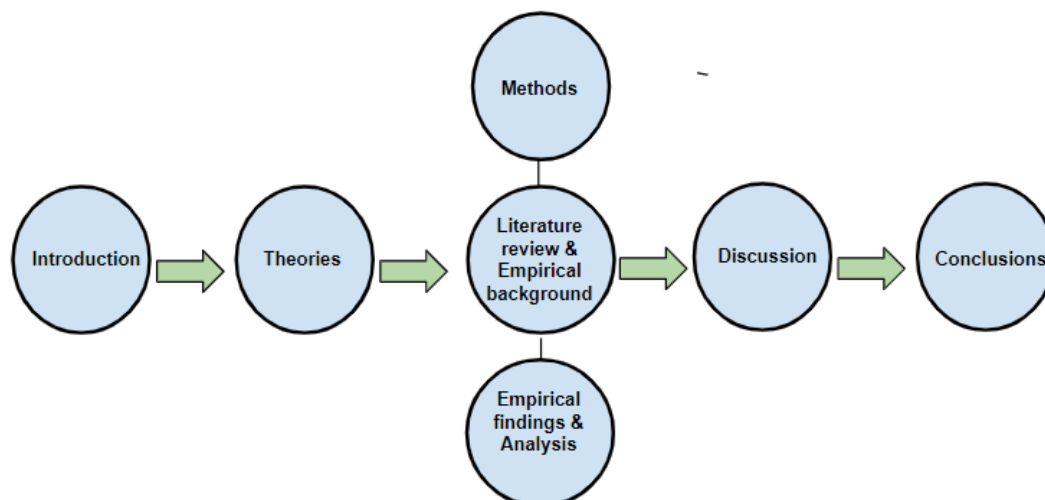 Methods
Introduction
Theories
Literature
review &
Empirical
background
Discussion
Conclusions
Empirical
findings &
Analysis